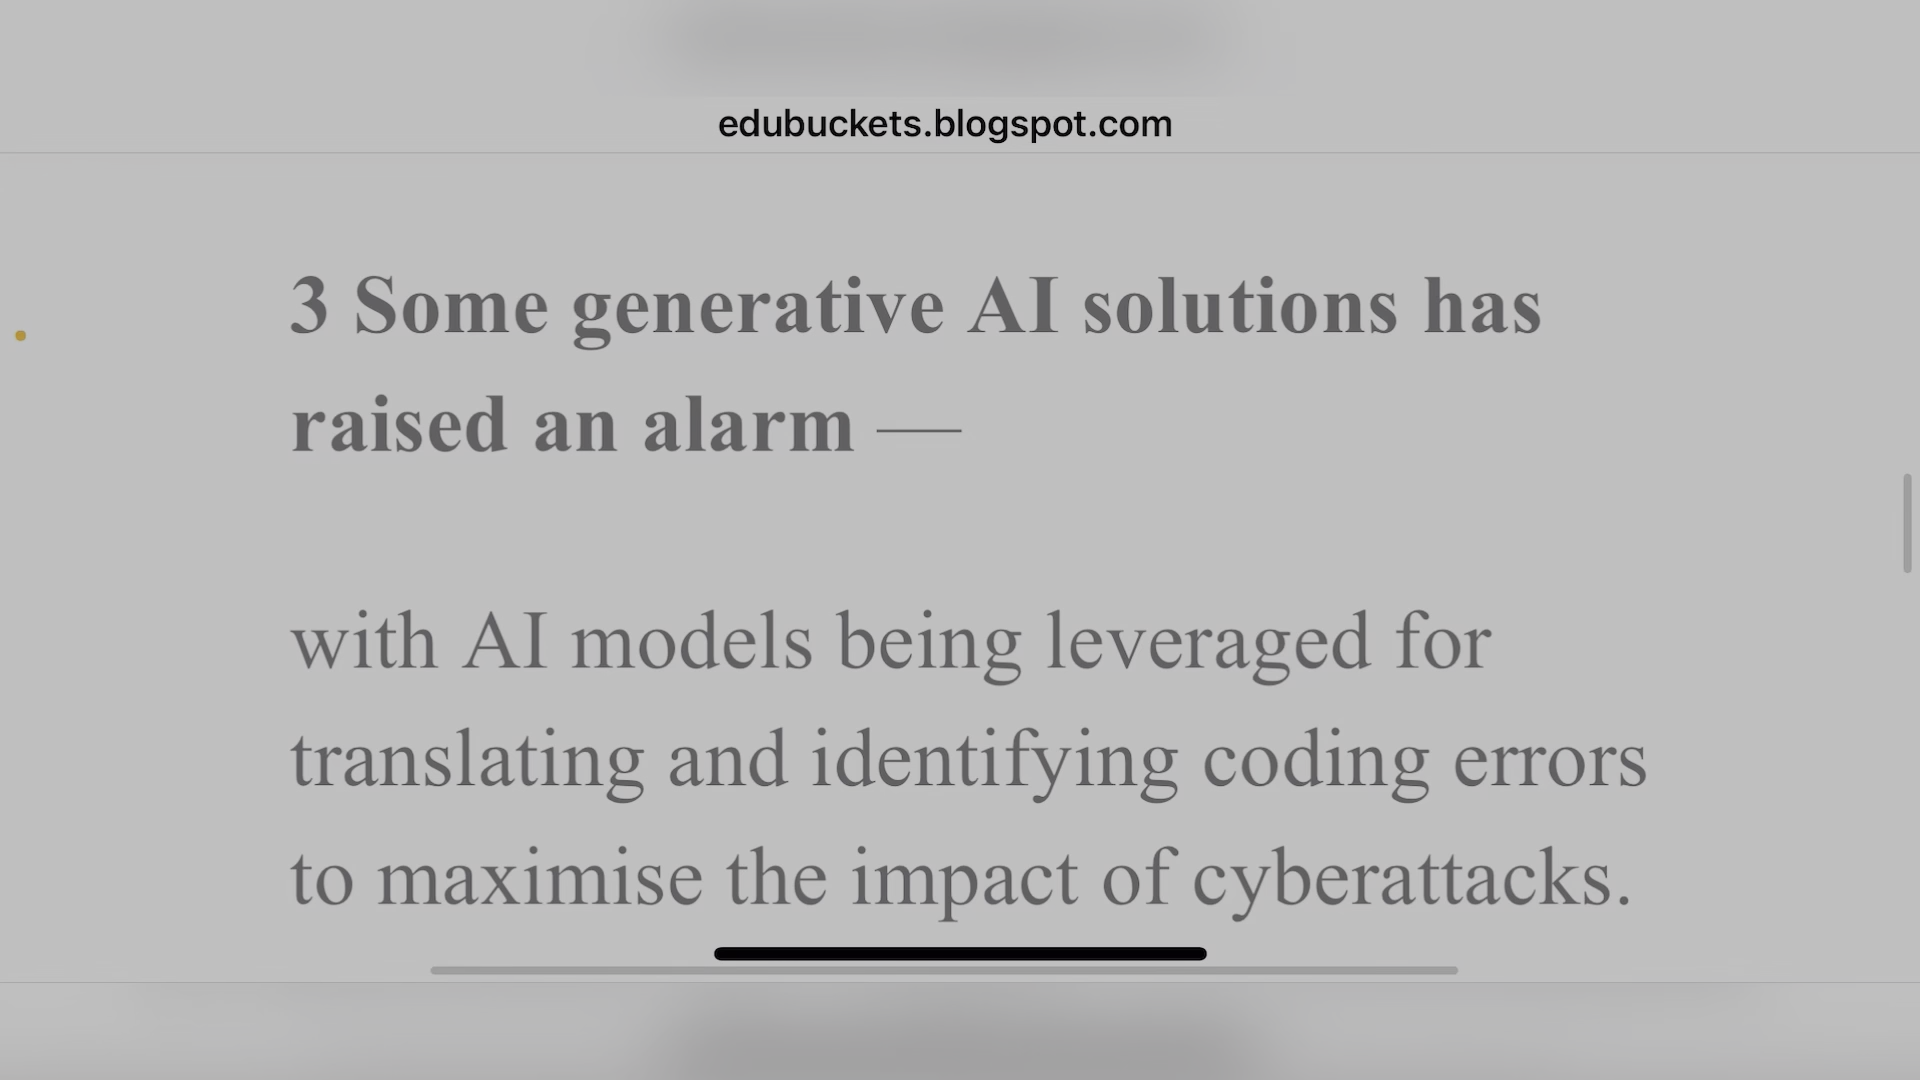 edubuckets.blogspot.com
3 Some generative AI solutions has
raised an alarm —
with AI models being leveraged for
translating and identifying coding errors
to maximise the impact of cyberattacks.